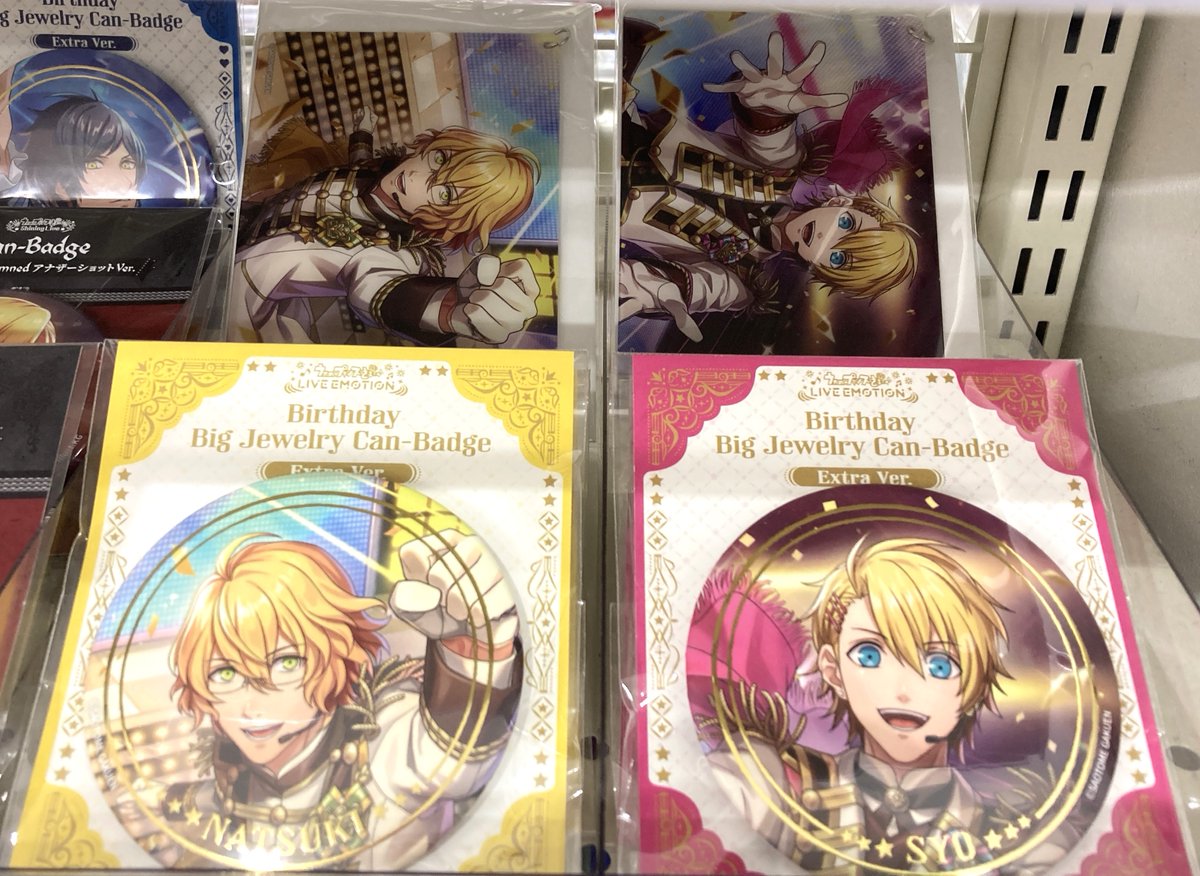 Birthday
g Jewelry Can-Badge
Extra Ver.
Shining Live
an-Badge
mned アナザーショットVer.
LIVE EMOTION
Birthday
Big Jewelry Can-Badge
Extra Ver.
NATSUKI
LIVE EMOTION
Birthday
Big Jewelry Can-Badge
Extra Ver.
©SAOTOME GAKUEN
SYO